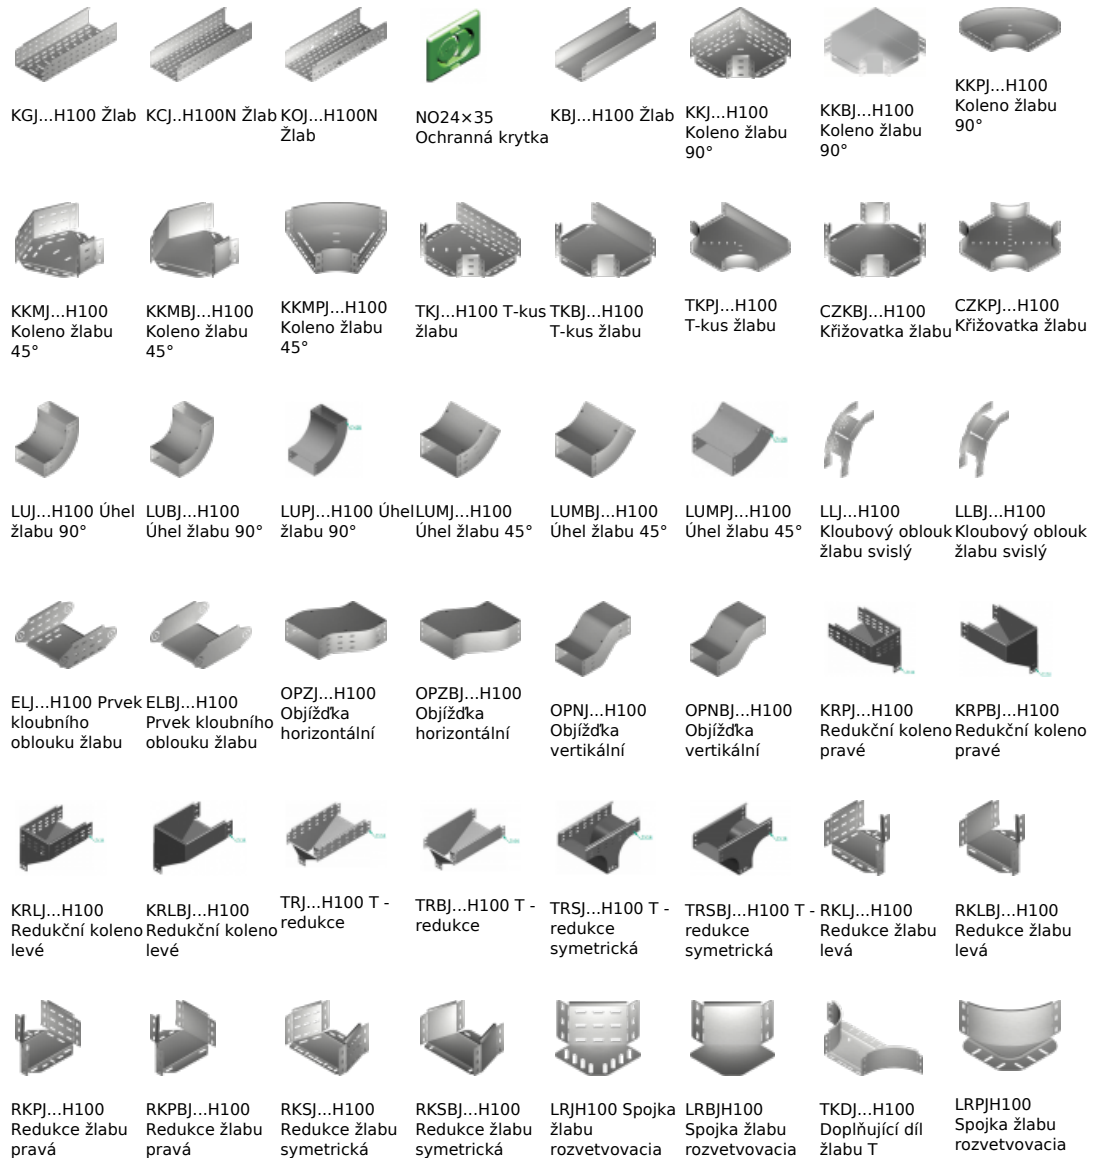 KGJ...H100 Žlab
KCJ..H100N Žlab
KOJ...H100N
Žlab
NO24×35
Ochranná krytka
KBJ...H100 Žlab
KKJ...H100
Koleno žlabu
90°
KKBJ...H100
Koleno žlabu
90°
KKPJ...H100
Koleno žlabu
90°
KKMJ...H100
Koleno žlabu
45°
KKMBJ...H100
Koleno žlabu
45°
KKMPJ...H100
Koleno žlabu
45°
TKJ...H100 T-kus
žlabu
TKBJ...H100
T-kus žlabu
TKPJ...H100
T-kus žlabu
CZKBJ...H100
Křižovatka žlabu
CZKPJ...H100
Křižovatka žlabu
LUJ...H100 Úhel
žlabu 90°
LUBJ...H100
Úhel žlabu 90°
LUPJ...H100 Úhel
žlabu 90°
LUMJ...H100
Úhel žlabu 45°
LUMBJ...H100
Úhel žlabu 45°
LUMPJ...H100
Úhel žlabu 45°
LLJ...H100
Kloubový oblouk
žlabu svislý
LLBJ...H100
Kloubový oblouk
žlabu svislý
ELJ...H100 Prvek
kloubního
oblouku žlabu
ELBJ...H100
Prvek kloubního
oblouku žlabu
OPZJ...H100
Objížďka
horizontální
OPZBJ...H100
Objížďka
horizontální
OPNJ...H100
Objížďka
vertikální
OPNBJ...H100
Objížďka
vertikální
KRPJ...H100
Redukční koleno
pravé
KRPBJ...H100
Redukční koleno
pravé
KRLJ...H100
Redukční koleno
levé
KRLBJ...H100
Redukční koleno
levé
TRJ...H100 T -
redukce
TRBJ...H100 T -
redukce
TRSJ...H100 T -
redukce
symetrická
TRSBJ...H100 T -
redukce
symetrická
RKLJ...H100
Redukce žlabu
levá
RKLBJ...H100
Redukce žlabu
levá
RKPJ...H100
Redukce žlabu
pravá
RKPBJ...H100
Redukce žlabu
pravá
RKSJ...H100
Redukce žlabu
symetrická
RKSBJ...H100
Redukce žlabu
symetrická
LRJH100 Spojka
žlabu
rozvetvovacia
LRBJH100
Spojka žlabu
rozvetvovacia
TKDJ...H100
Doplňující díl
žlabu T
LRPJH100
Spojka žlabu
rozvetvovacia